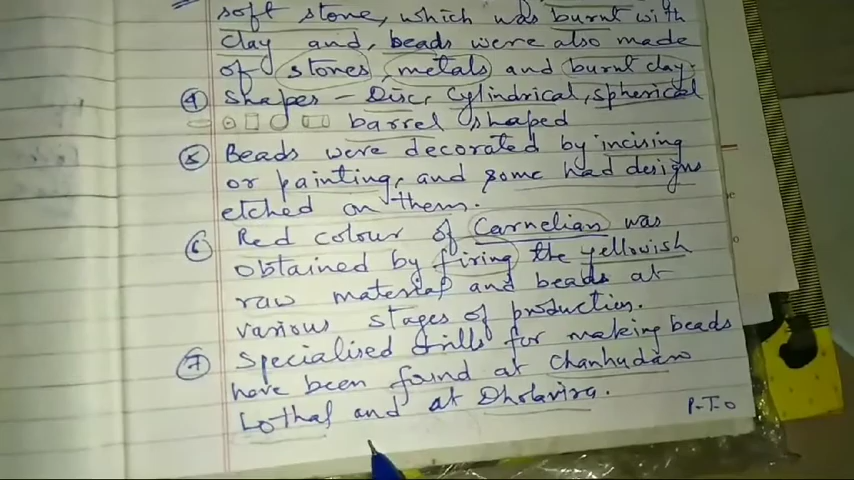 soft stone, which was burnt with
clay and, beads were also made
of stones, metals and burnt clay.
④ Shapes - Disc, Cylindrical, spherical
barrel shaped
⑤ Beads were decorated by incising
or painting, and some had designs
etched on them.
⑥ Red colour of Carnelian was
obtained by firing the yellowish
raw material and beads at
various stages of production.
⑦ Specialised drills for making beads
have been found at Chanhudaro
Lothal and at Dholavira.
P.T.O